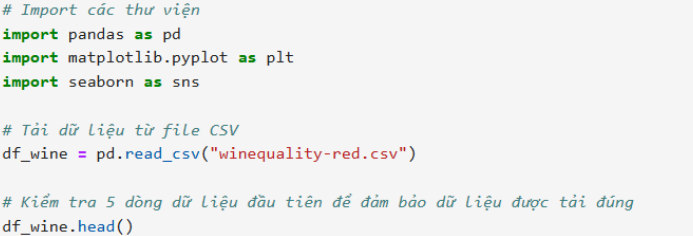 # Import các thư viện
import pandas as pd
import matplotlib.pyplot as plt
import seaborn as sns
# Tải dữ liệu từ file CSV
df_wine = pd.read_csv("winequality-red.csv")
# Kiểm tra 5 dòng dữ liệu đầu tiên để đảm bảo dữ liệu được tải đúng
df_wine.head()